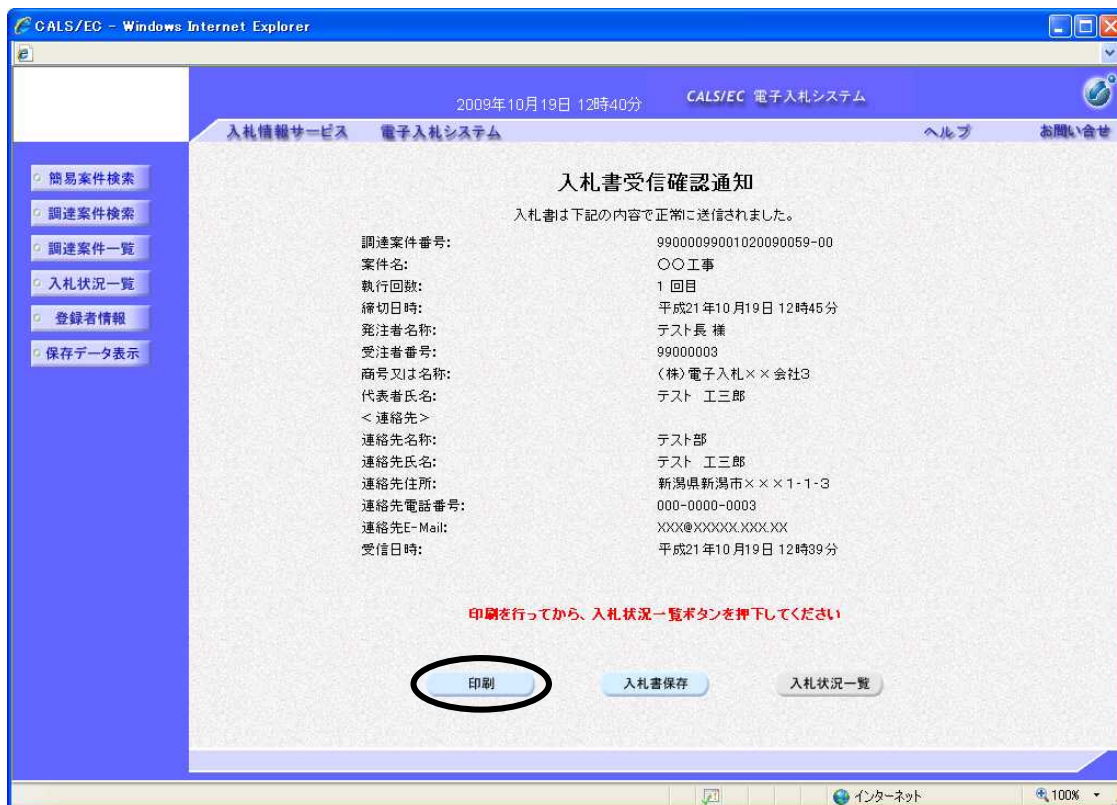 CALS/EC - Windows Internet Explorer
2009年10月19日 12時40分
CALS/EC 電子入札システム
入札情報サービス 電子入札システム ヘルプ お問い合せ
簡易案件検索
調達案件検索
調達案件一覧
入札状況一覧
登録者情報
保存データ表示
入札書受信確認通知
入札書は下記の内容で正常に送信されました。
調達案件番号: 99000099001020090059-00
案件名: 〇〇工事
執行回数: 1 回目
締切日時: 平成21年10月19日 12時45分
発注者名称: テスト長 様
受注者番号: 99000003
商号又は名称: (株)電子入札××会社3
代表者氏名: テスト 工三郎
<連絡先>
連絡先名称: テスト部
連絡先氏名: テスト 工三郎
連絡先住所: 新潟県新潟市×××1-1-3
連絡先電話番号: 000-0000-0003
連絡先E-Mail: XXX@XXXXX.XXX.XX
受信日時: 平成21年10月19日 12時39分
印刷を行ってから、入札状況一覧ボタンを押下してください
印刷 入札書保存 入札状況一覧
インターネット 100%